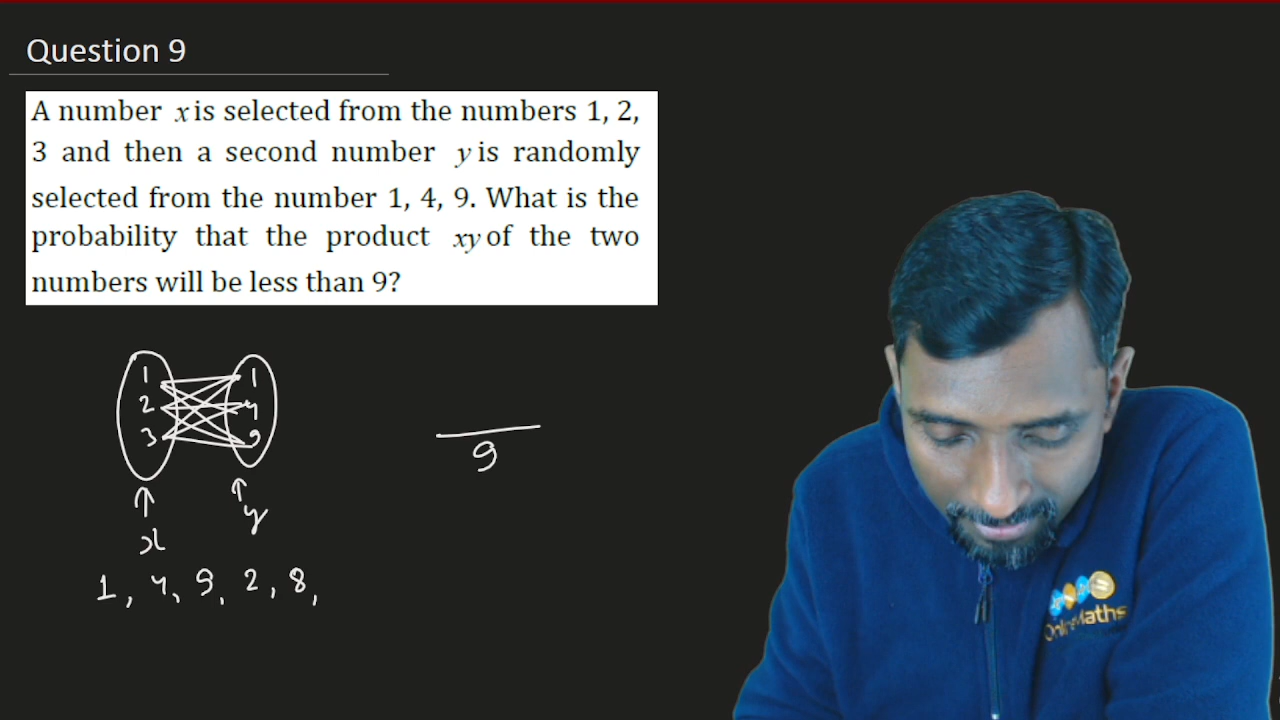 Question 9
A number x is selected from the numbers 1, 2,
3 and then a second number y is randomly
selected from the number 1, 4, 9. What is the
probability that the product xy of the two
numbers will be less than 9?
1 1
2 4
3 9
9
x y
1, 4, 9, 2, 8,
OnlineMaths